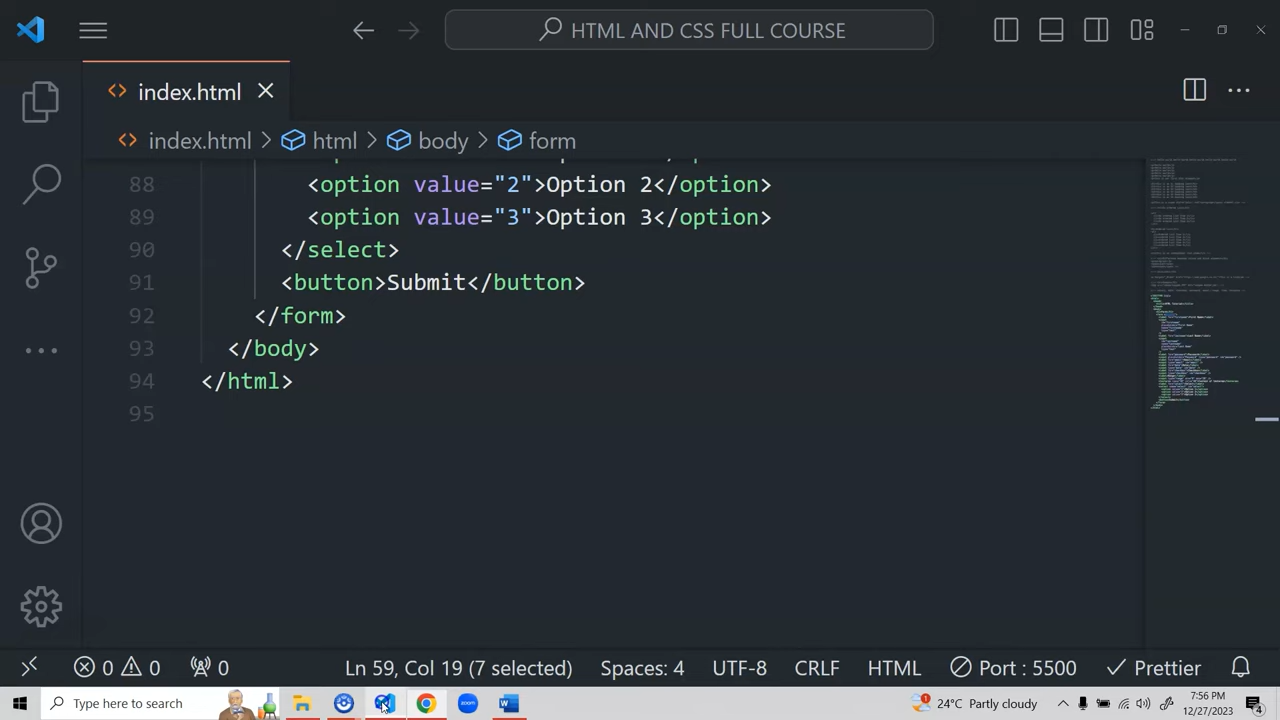 HTML AND CSS FULL COURSE
index.html
index.html > html > body > form
88 <option value="2">Option 2</option>
89 <option value="3">Option 3</option>
90 </select>
91 <button>Submit</button>
92 </form>
93 </body>
94 </html>
95
0 0 0 Ln 59, Col 19 (7 selected) Spaces: 4 UTF-8 CRLF HTML Port : 5500 Prettier
Type here to search zoom 1 24°C Partly cloudy 7:56 PM
12/27/2023 4